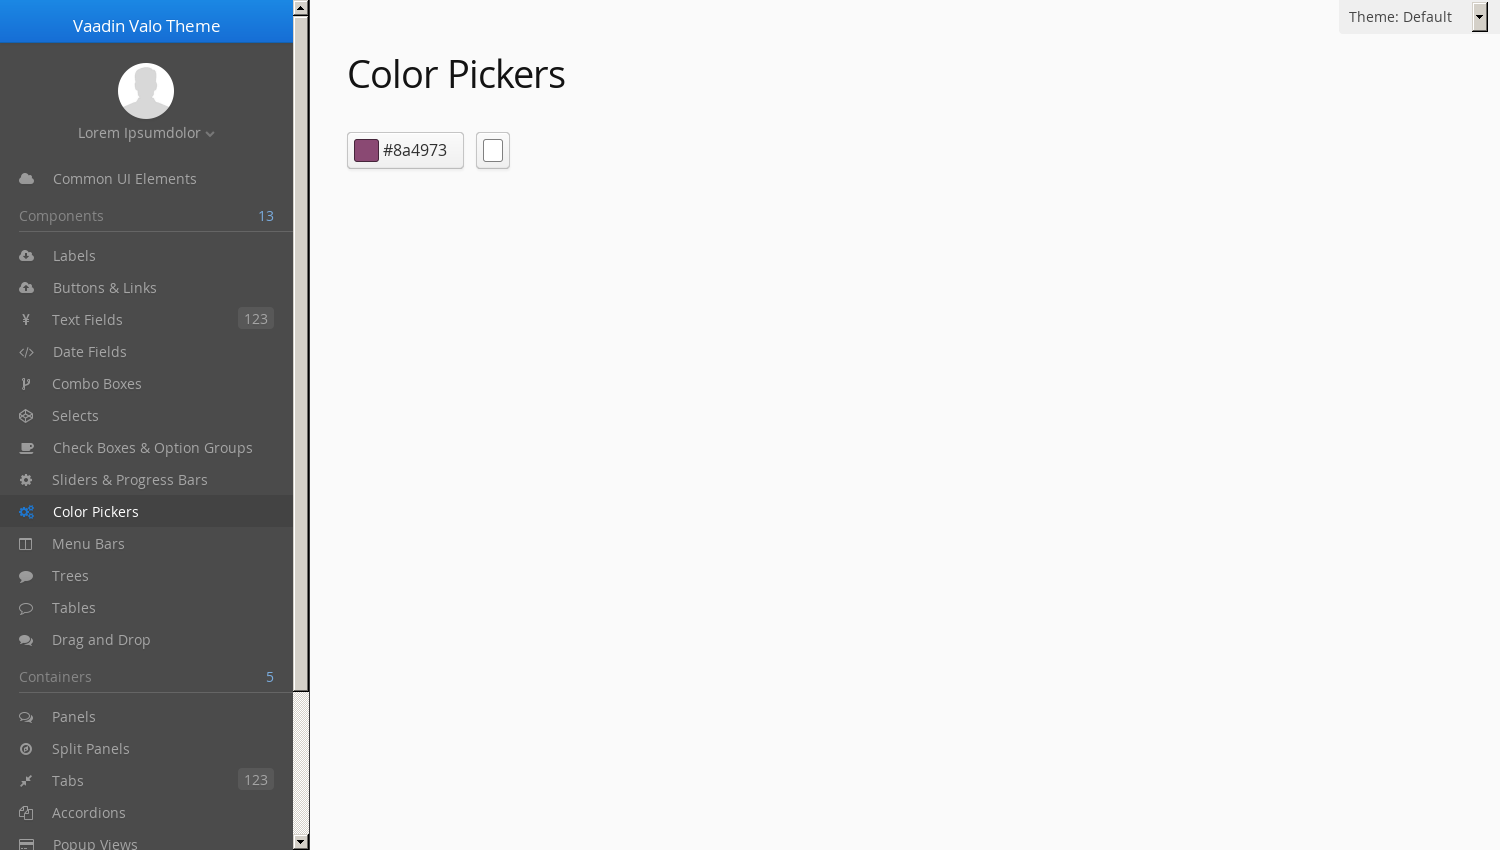 Vaadin Valo Theme
Lorem Ipsumdolor
Common UI Elements
Components 13
Labels
Buttons & Links
Text Fields 123
Date Fields
Combo Boxes
Selects
Check Boxes & Option Groups
Sliders & Progress Bars
Color Pickers
Menu Bars
Trees
Tables
Drag and Drop
Containers 5
Panels
Split Panels
Tabs 123
Accordions
Popup Views
Theme: Default
Color Pickers
#8a4973